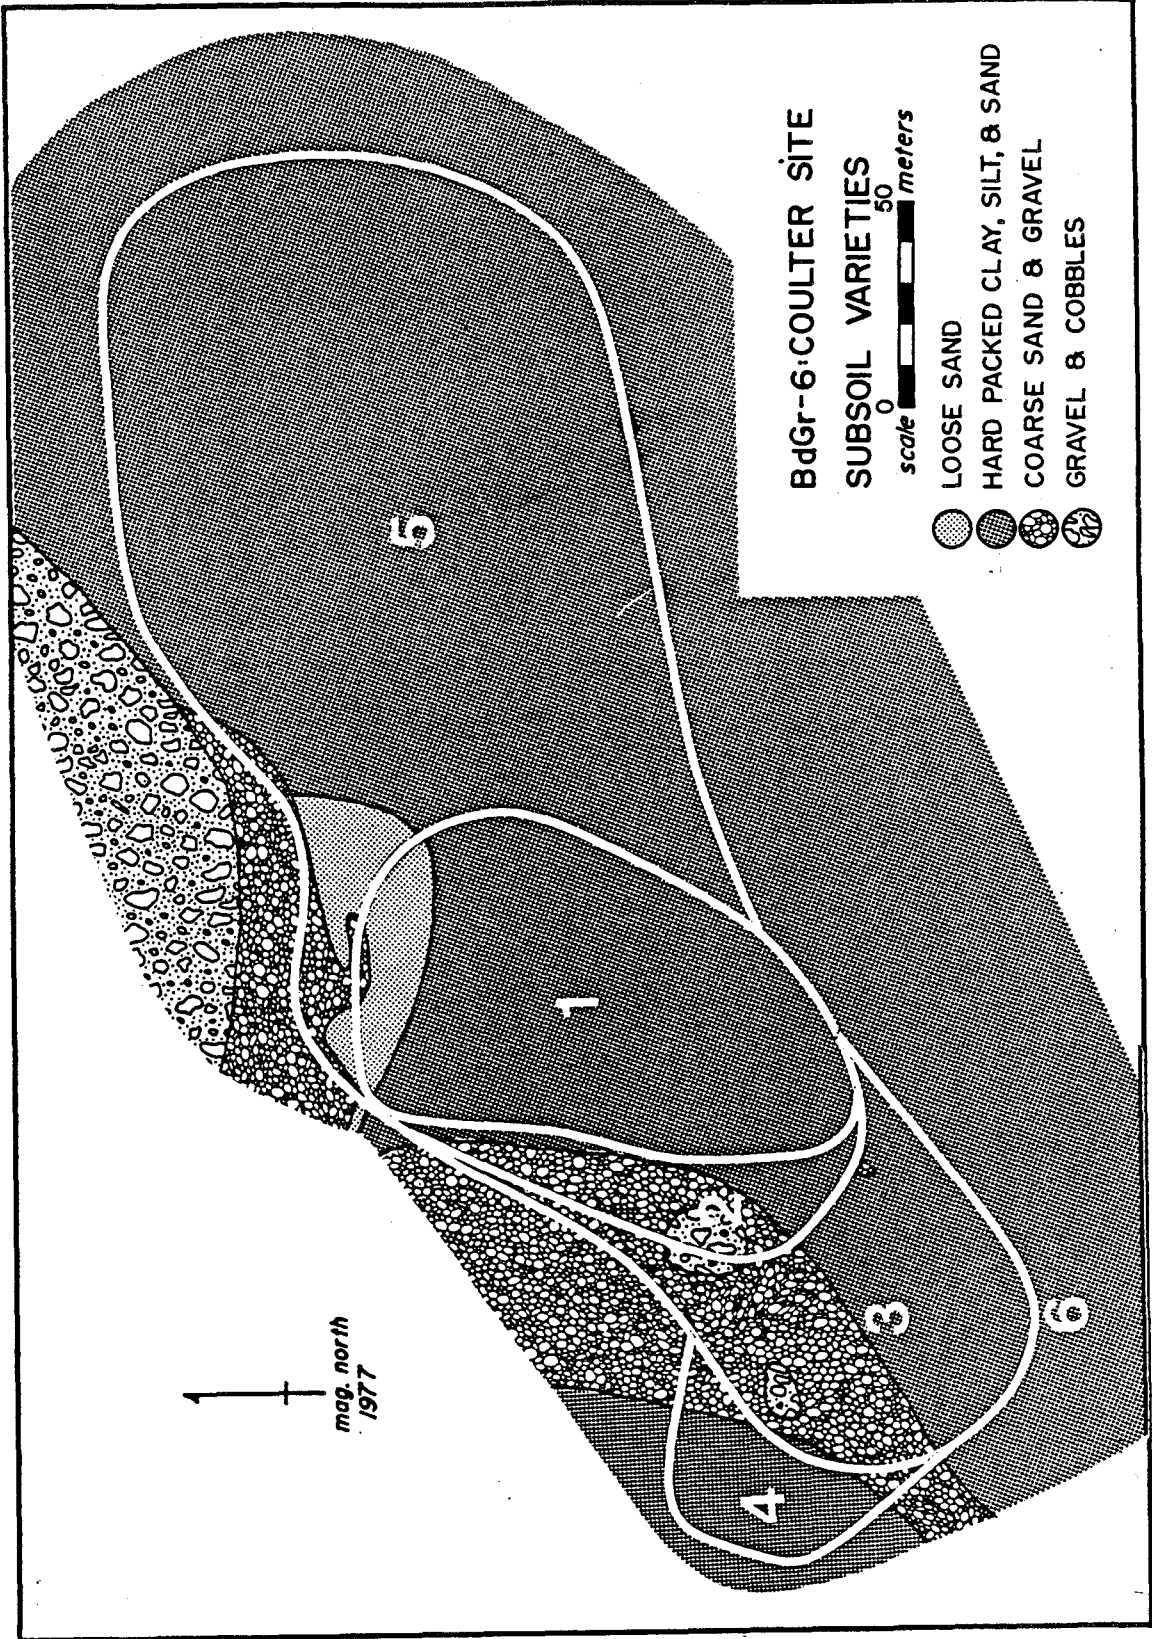 BdGr-6:COULTER SITE
SUBSOIL VARIETIES
0 50
scale meters
LOOSE SAND
HARD PACKED CLAY, SILT, & SAND
COARSE SAND & GRAVEL
GRAVEL & COBBLES
mag. north
1977
5
1
2
3
6
4